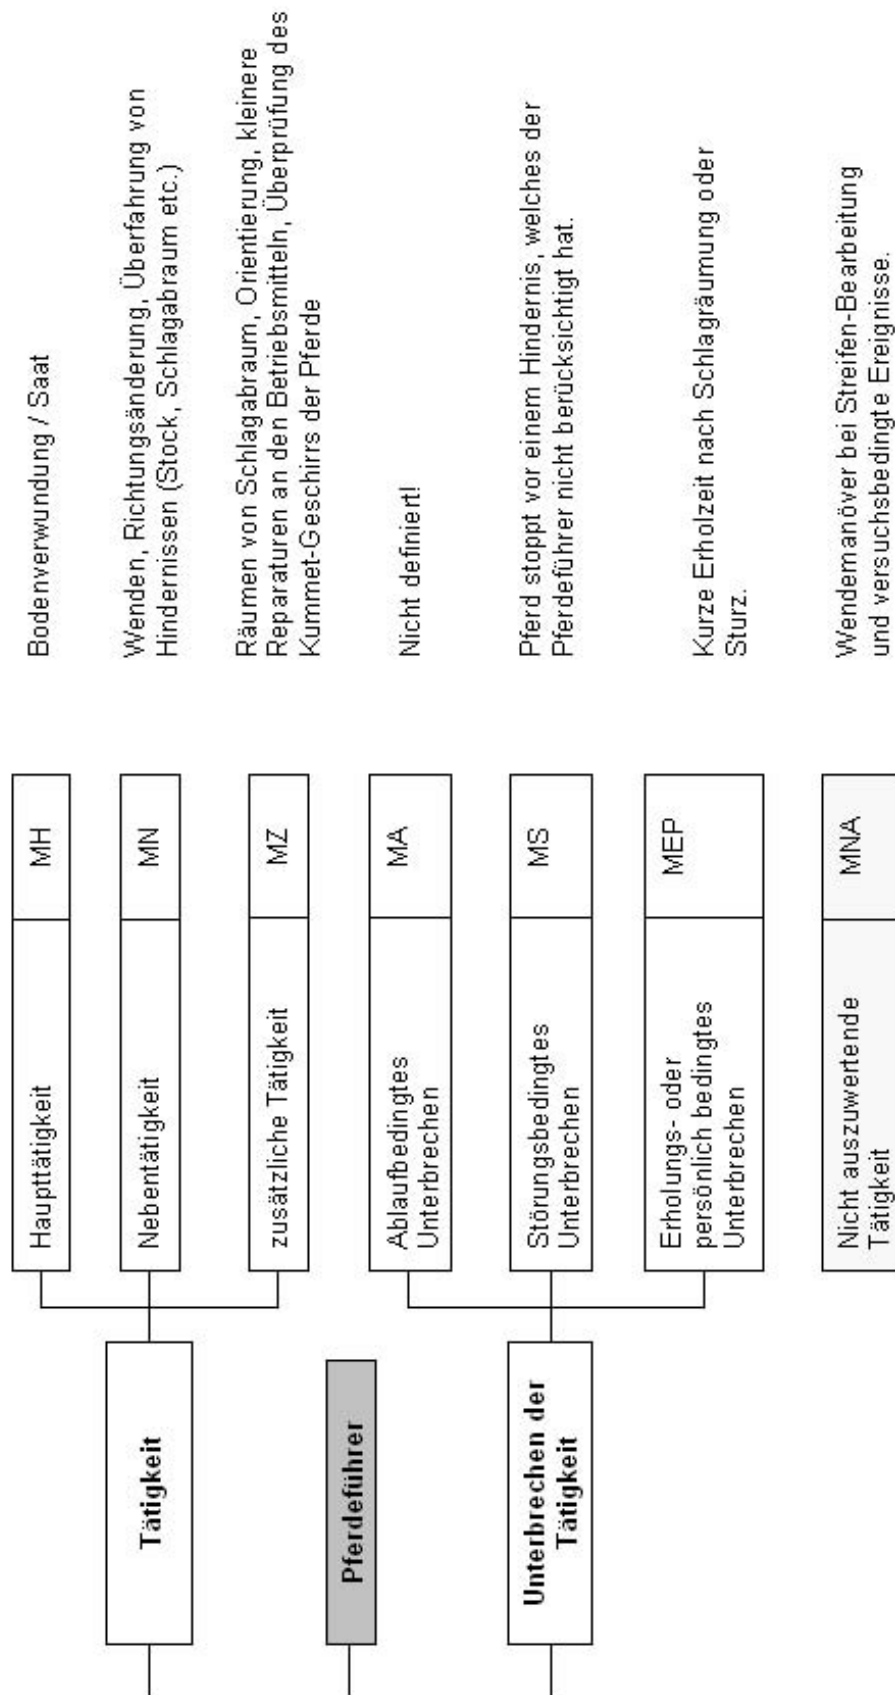 Tätigkeit
Haupttätigkeit
MH
Bodenverwundung / Saat
Nebentätigkeit
MN
Wenden, Richtungsänderung, Überfahrung von
Hindernissen (Stock, Schlagabraum etc.)
zusätzliche Tätigkeit
MZ
Räumen von Schlagabraum, Orientierung, kleinere
Reparaturen an den Betriebsmitteln, Überprüfung des
Kummet-Geschirrs der Pferde
Pferdeführer
Unterbrechen der
Tätigkeit
Ablaufbedingtes
Unterbrechen
MA
Nicht definiert!
Störungsbedingtes
Unterbrechen
MS
Pferd stoppt vor einem Hindernis, welches der
Pferdeführer nicht berücksichtigt hat.
Erholungs- oder
persönlich bedingtes
Unterbrechen
MEP
Kurze Erholzeit nach Schlagräumung oder
Sturz.
Nicht auszuwertende
Tätigkeit
MNA
Wendemanöver bei Streifen-Bearbeitung
und versuchsbedingte Ereignisse.